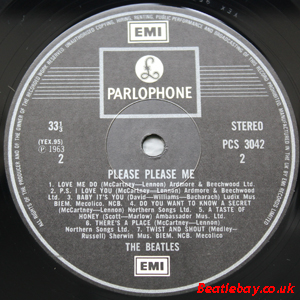 EMI
PARLOPHONE
33⅓
STEREO
(YEX.95)
PCS 3042
℗ 1963
2
2
PLEASE PLEASE ME
1. LOVE ME DO (McCartney—Lennon) Ardmore & Beechwood Ltd.
2. P.S. I LOVE YOU (McCartney—Lennon) Ardmore & Beechwood Ltd.
3. BABY IT'S YOU (David—Williams—Bacharach) Ludix Mus
BIEM. NCB. 4. DO YOU WANT TO KNOW A SECRET
(McCartney—Lennon) Northern Songs Ltd. 5. A TASTE OF
HONEY (Scott—Marlow) Ambassador Mus. Ltd.
6. THERE'S A PLACE (McCartney—Lennon)
Northern Songs Ltd. 7. TWIST AND SHOUT (Medley—
Russell) Sherwin Mus. BIEM. Mecolico
THE BEATLES
EMI
Beatlebay.co.uk